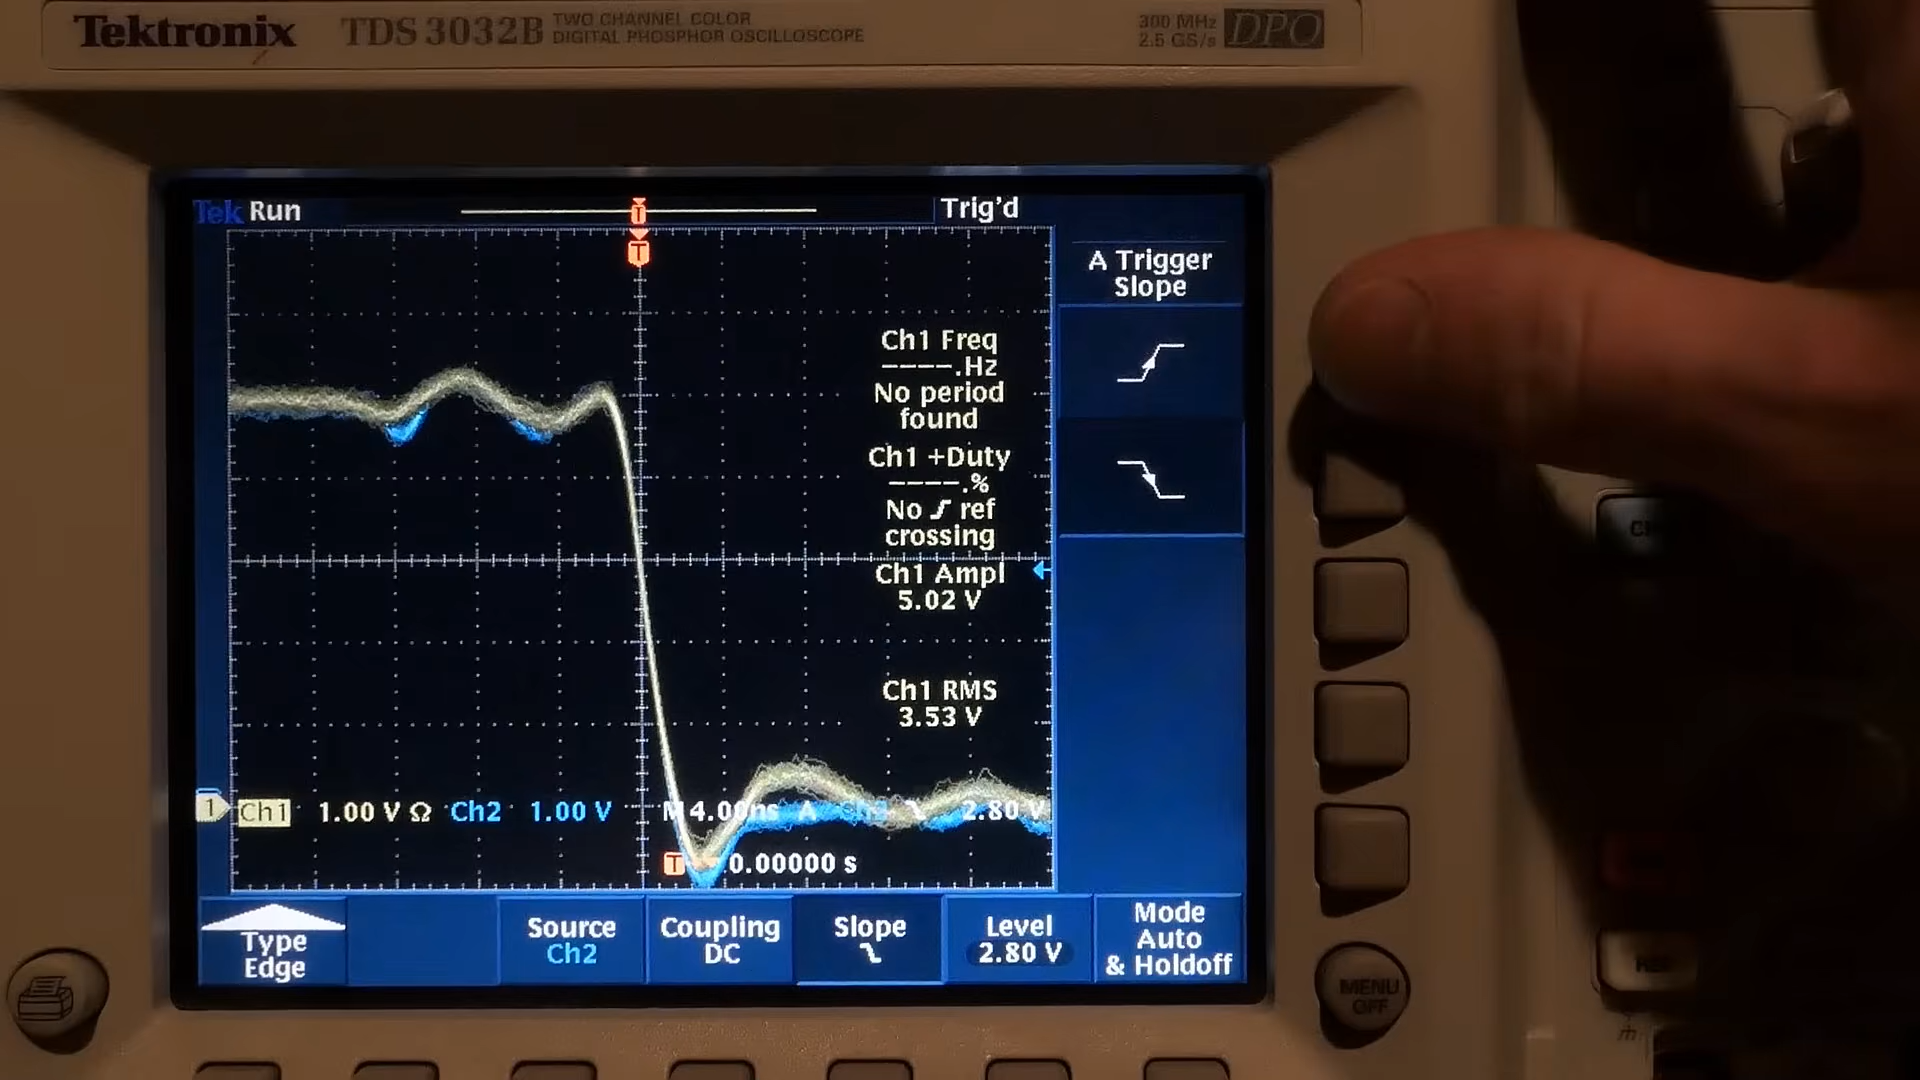 Tektronix TDS 3032B TWO CHANNEL COLOR
DIGITAL PHOSPHOR OSCILLOSCOPE
300 MHz
2.5 GS/s DPO
Tek Run
Trig'd
T
T
A Trigger
Slope
Ch1 Freq
----.Hz
No period
found
Ch1 +Duty
----.%
No ref
crossing
Ch1 Ampl
5.02 V
Ch1 RMS
3.53 V
1 Ch1 1.00 V Ω Ch2 1.00 V M 4.00ns A Ch2 2.80 V
T 0.00000 s
Type
Edge
Source
Ch2
Coupling
DC
Slope
Level
2.80 V
Mode
Auto
& Holdoff
MENU
OFF